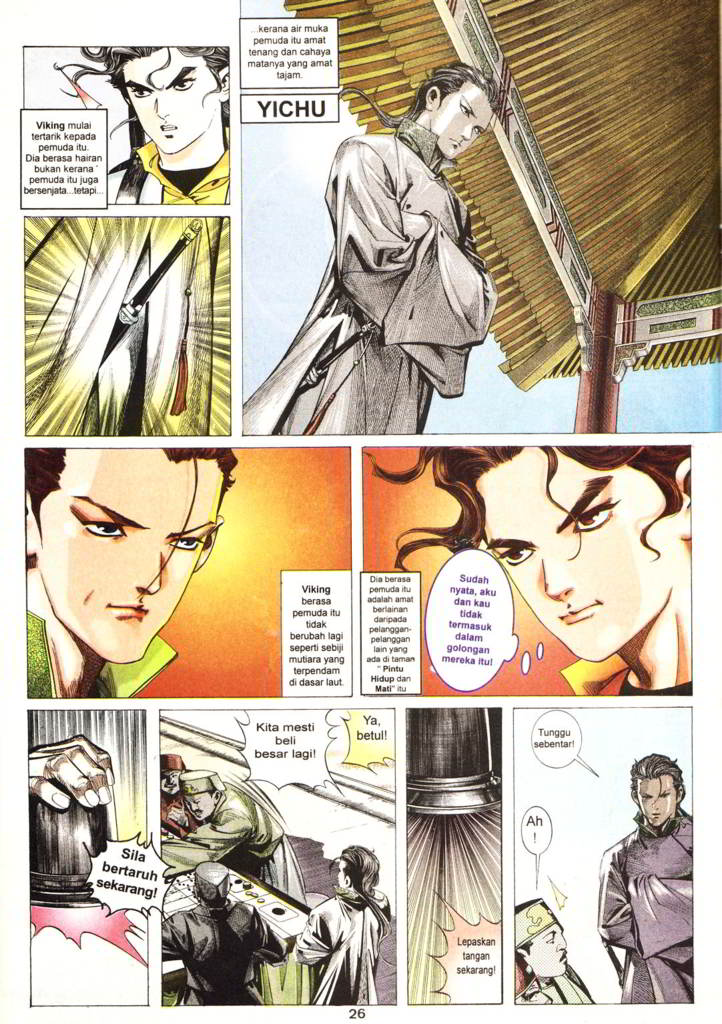 Viking mulai
tertarik kepada
pemuda itu.
Dia berasa hairan
bukan kerana
pemuda itu juga
bersenjata...tetapi...
...kerana air muka
pemuda itu amat
tenang dan cahaya
matanya yang amat
tajam.
YICHU
Viking
berasa
pemuda itu
tidak
berubah lagi
seperti sebiji
mutiara yang
terpendam
di dasar laut.
Dia berasa
pemuda itu
adalah amat
berlainan
daripada
pelanggan-
pelanggan
lain yang
ada di taman
" Pintu
Hidup dan
Mati" itu
Sudah
nyata, aku
dan kau
tidak
termasuk
dalam
golongan
mereka itu!
Sila
bertaruh
sekarang!
Kita mesti
beli
besar lagi!
Ya,
betul!
Lepaskan
tangan
sekarang!
Tunggu
sebentar!
Ah
!
26